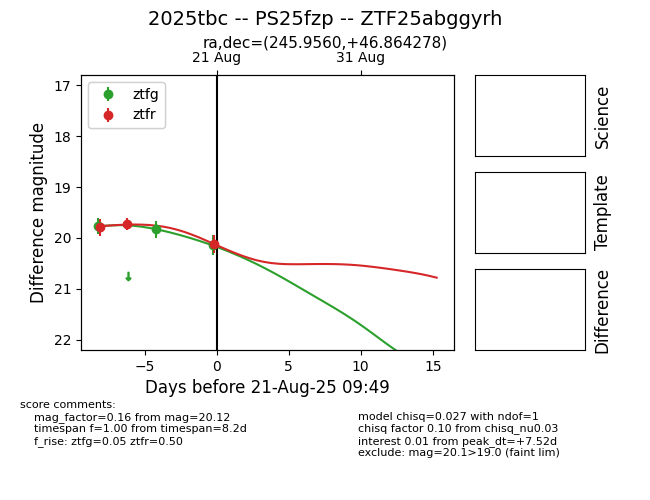 2025tbc -- PS25fzp -- ZTF25abggyrh
ra,dec=(245.9560,+46.864278)
21 Aug
31 Aug
ztfg
ztfr
17
18
19
20
21
22
Difference magnitude
−5
0
5
10
15
Days before 21-Aug-25 09:49
Science
Template
Difference
score comments:
mag_factor=0.16 from mag=20.12
timespan f=1.00 from timespan=8.2d
f_rise: ztfg=0.05 ztfr=0.50
model chisq=0.027 with ndof=1
chisq factor 0.10 from chisq_nu0.03
interest 0.01 from peak_dt=+7.52d
exclude: mag=20.1>19.0 (faint lim)